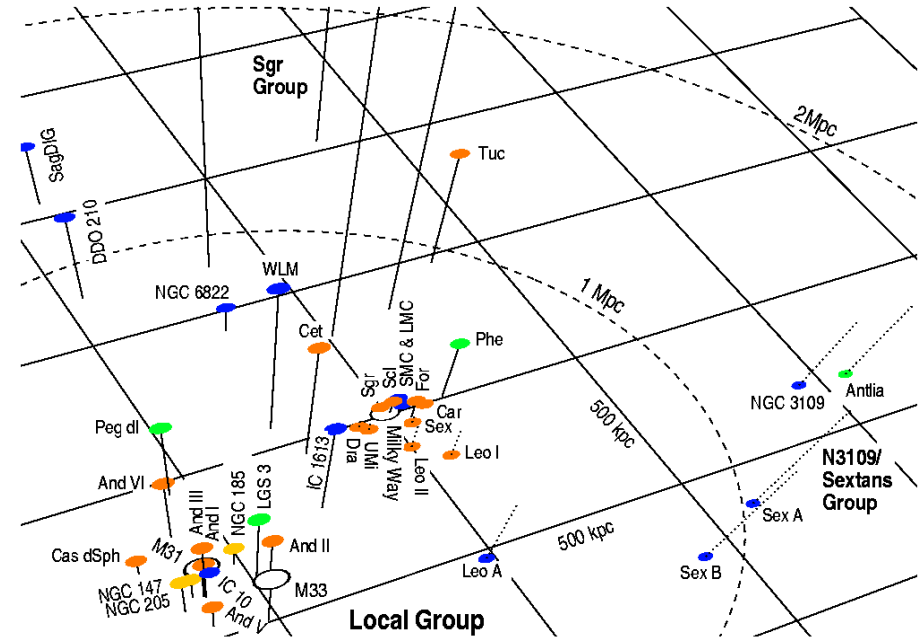 Sgr
Group
2Mpc
SagDIG
Tuc
DDO 210
WLM
NGC 6822
1 Mpc
Cet
Phe
Sgr
Scl
SMC & LMC
For
Car
Sex
NGC 3109
Antlia
Peg dI
IC 1613
Dra
UMi
Milky Way
Leo II
Leo I
500 kpc
N3109/
Sextans
Group
And VI
And III
And I
NGC 185
LGS 3
Sex A
500 kpc
And II
Cas dSph
M31
Leo A
Sex B
NGC 147
NGC 205
IC 10
M33
And V
Local Group